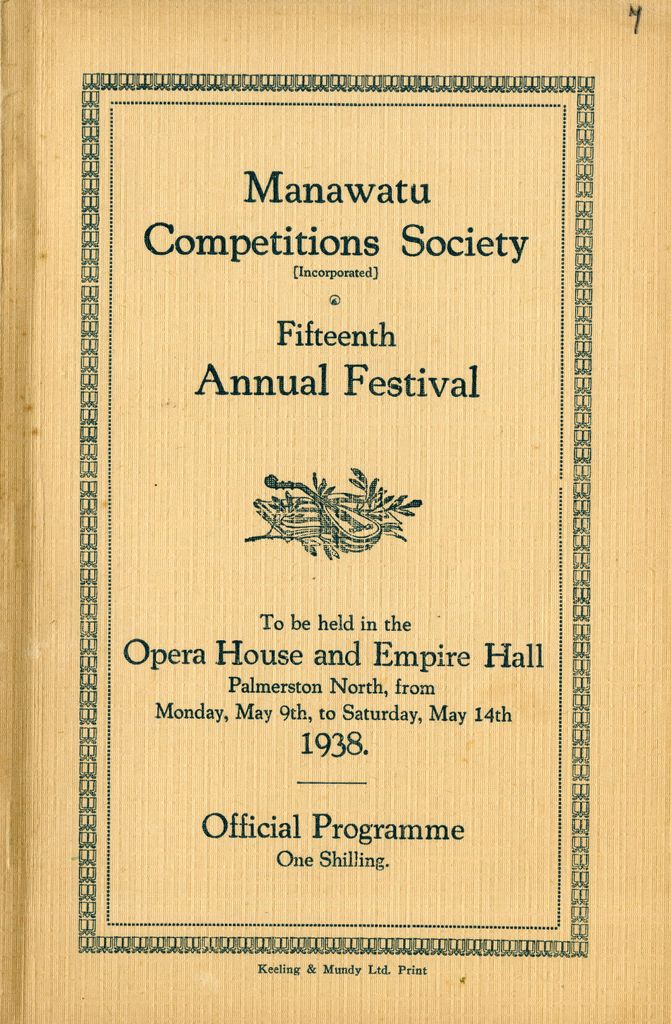 Manawatu
Competitions Society
[Incorporated]
Fifteenth
Annual Festival
To be held in the
Opera House and Empire Hall
Palmerston North, from
Monday, May 9th, to Saturday, May 14th
1938.
Official Programme
One Shilling.
Keeling & Mundy Ltd. Print